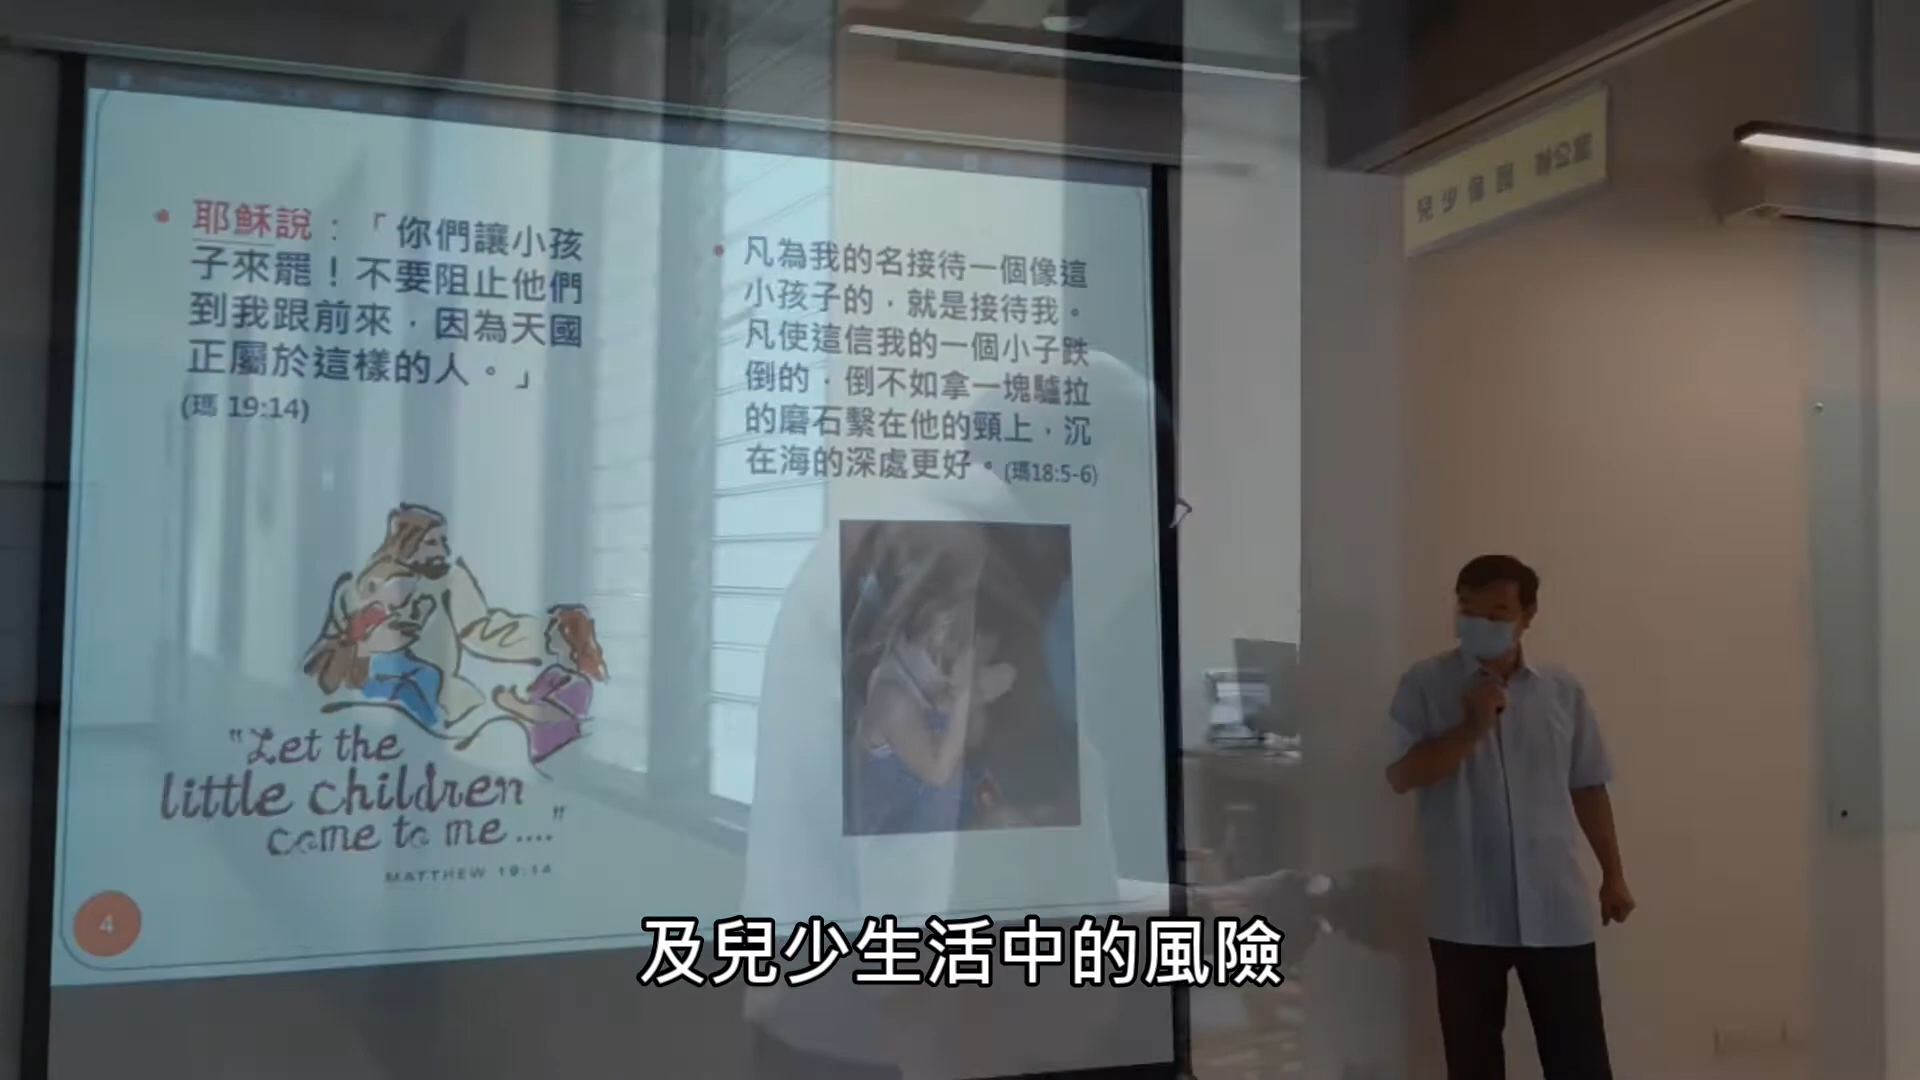 耶穌說：「你們讓小孩
子來罷！不要阻止他們
到我跟前來，因為天國
正屬於這樣的人。」
(瑪 19:14)
凡為我的名接待一個像這
小孩子的，就是接待我。
凡使這信我的一個小子跌
倒的，倒不如拿一塊驢拉
的磨石繫在他的頸上，沉
在海的深處更好。(瑪18:5-6)
"Let the
little children
come to me ...."
MATTHEW 19:14
4
兒少保護 辦公室
及兒少生活中的風險